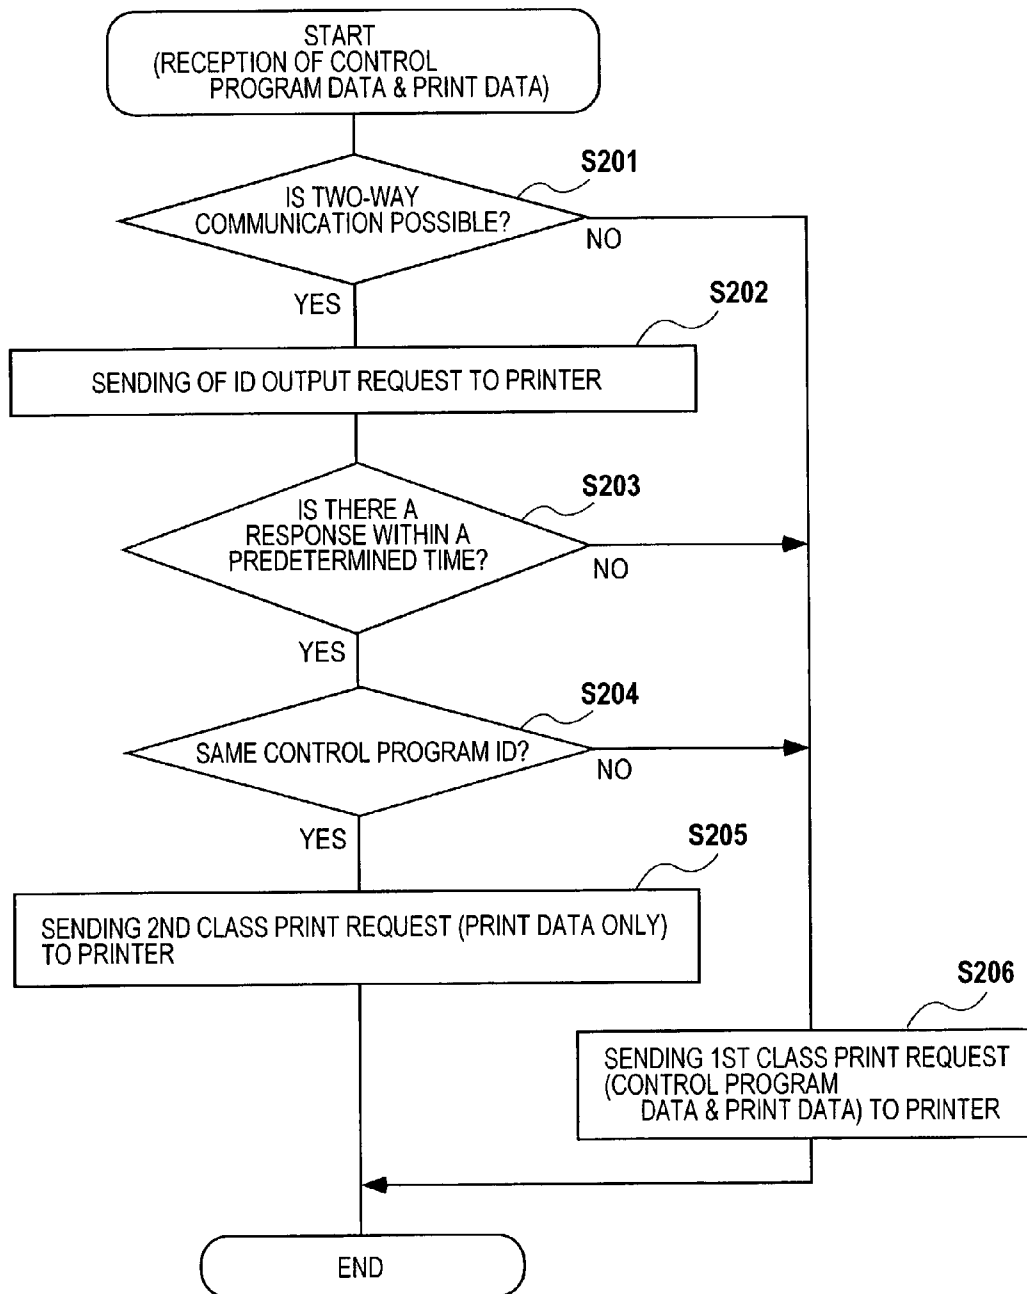 START
(RECEPTION OF CONTROL
PROGRAM DATA & PRINT DATA)
S201
IS TWO-WAY
COMMUNICATION POSSIBLE?
NO
YES
S202
SENDING OF ID OUTPUT REQUEST TO PRINTER
S203
IS THERE A
RESPONSE WITHIN A
PREDETERMINED TIME?
NO
YES
S204
SAME CONTROL PROGRAM ID?
NO
YES
S205
SENDING 2ND CLASS PRINT REQUEST (PRINT DATA ONLY)
TO PRINTER
S206
SENDING 1ST CLASS PRINT REQUEST
(CONTROL PROGRAM
DATA & PRINT DATA) TO PRINTER
END